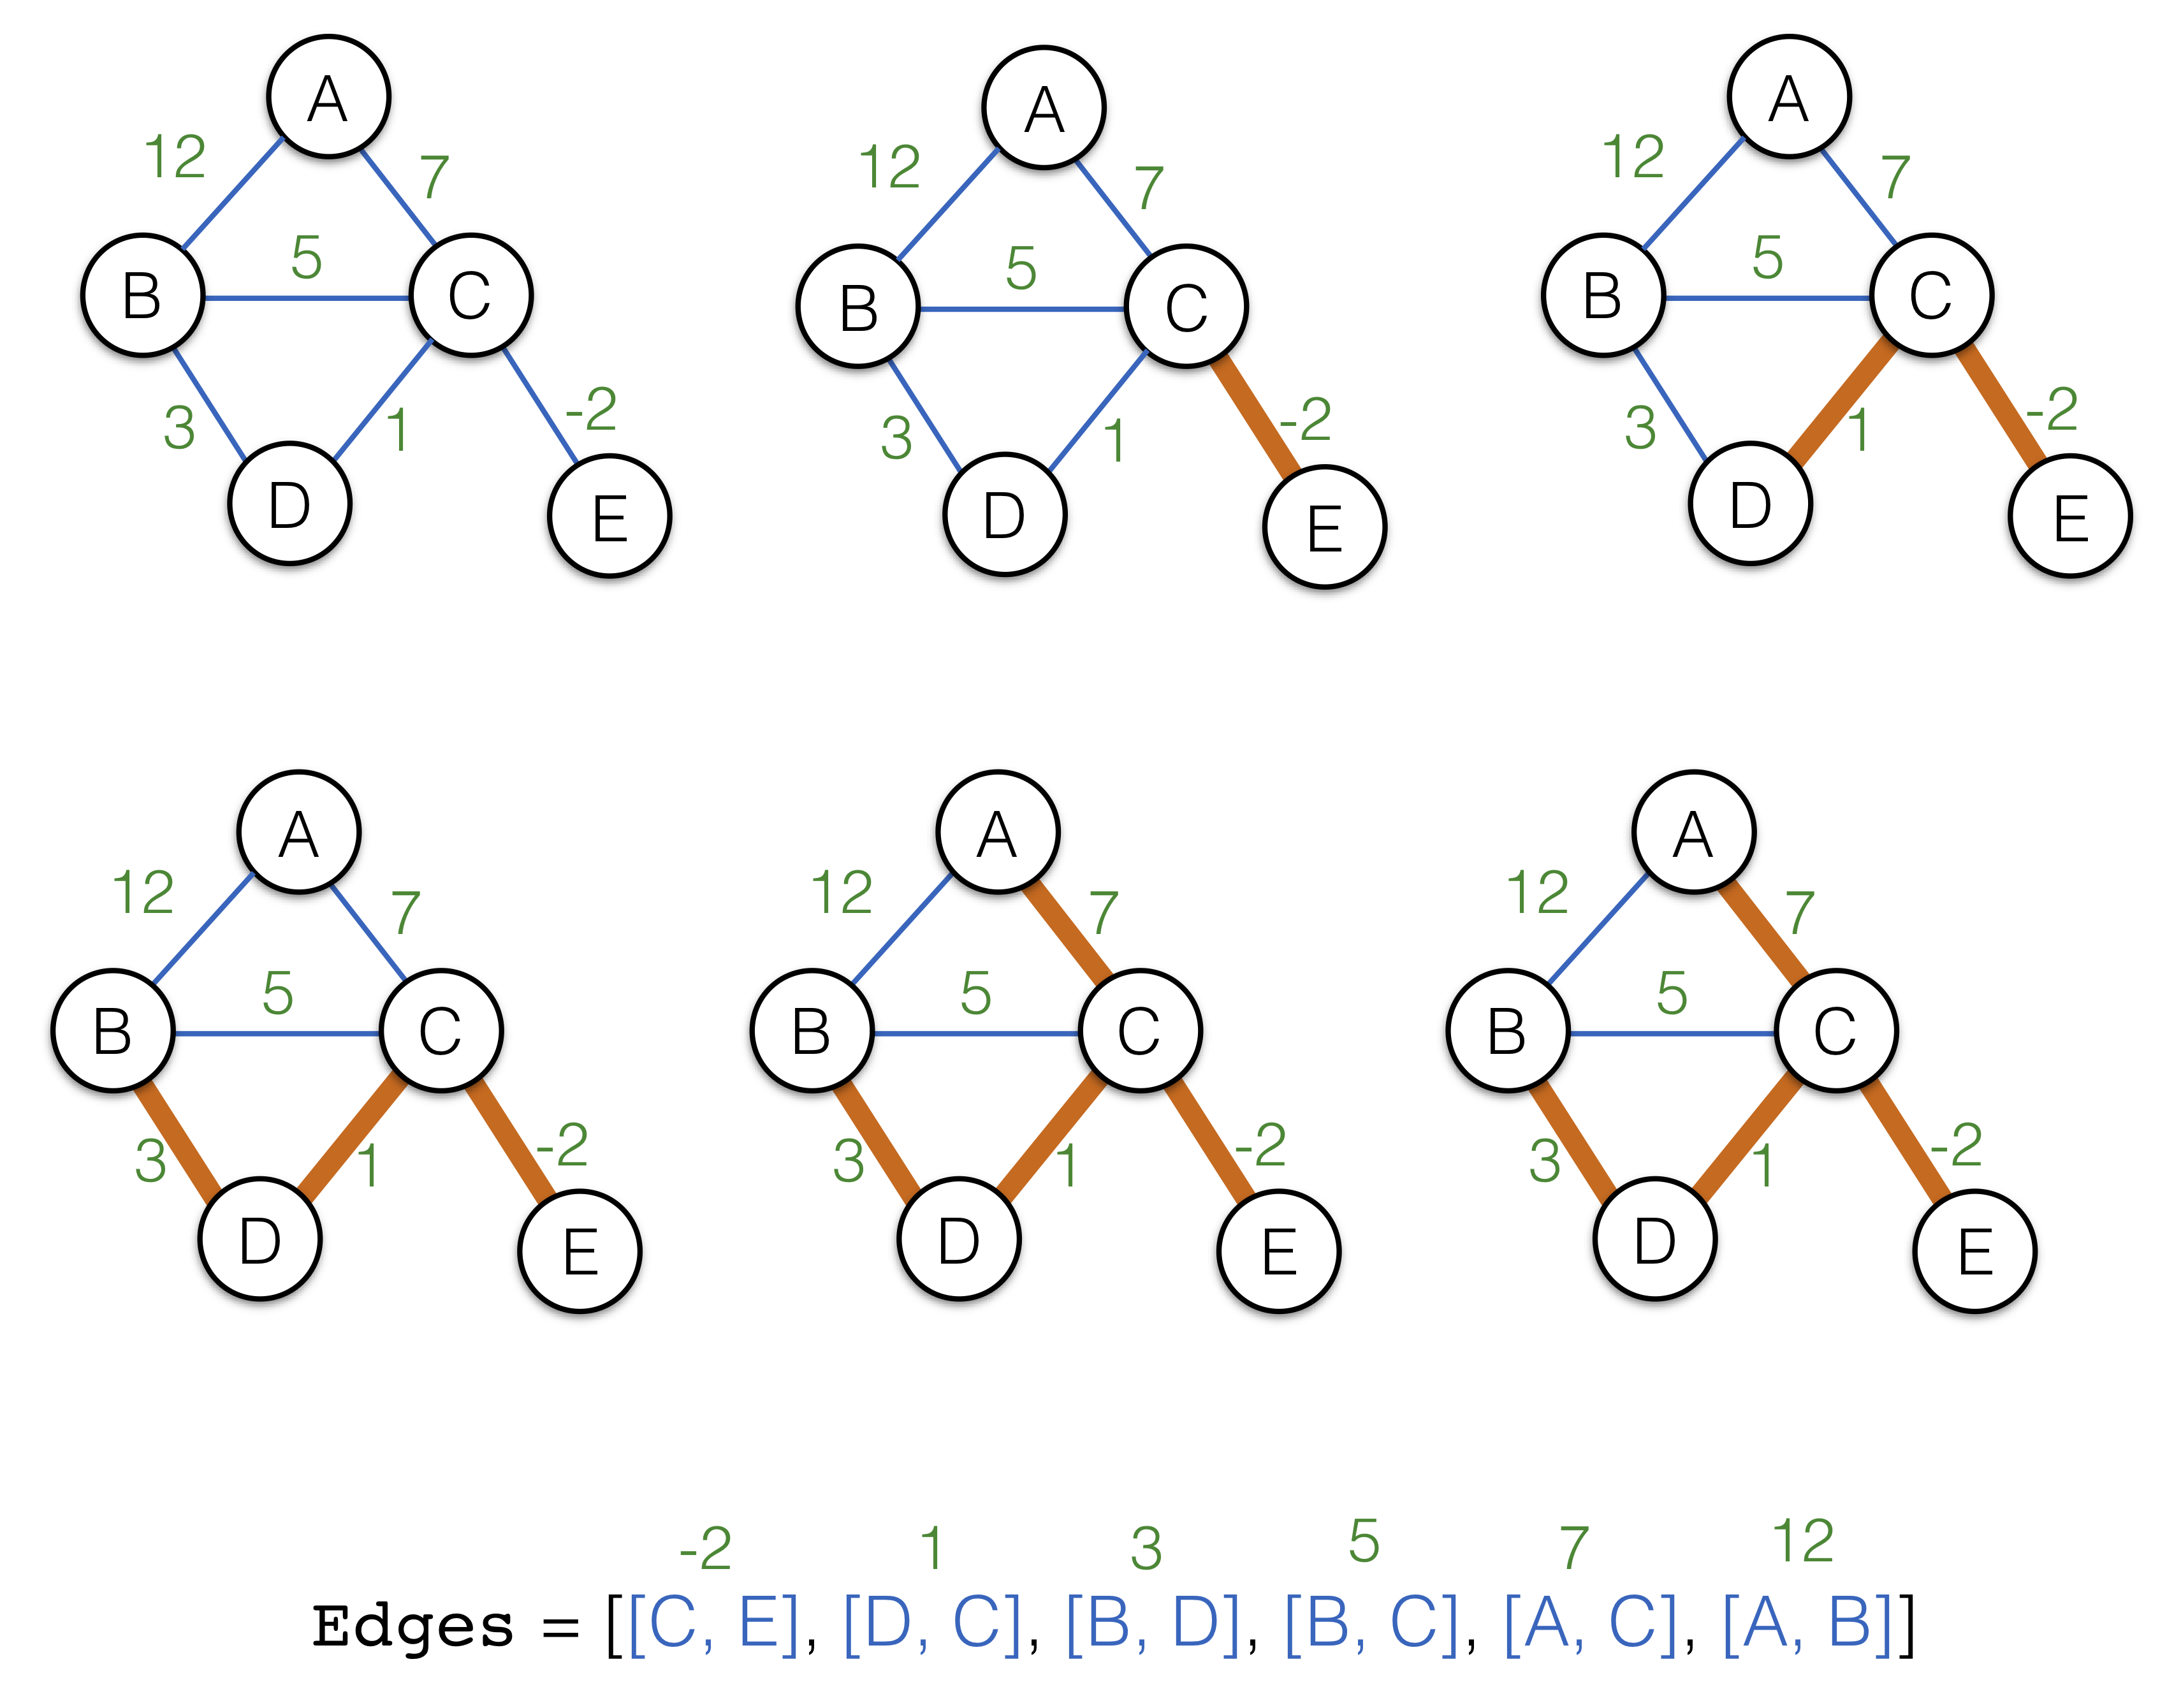 A A A
12 7 12 7 12 7
5 5 5
B C B C B C
3 1 -2 3 1 -2 3 1 -2
D E D E D E
A A A
12 7 12 7 12 7
5 5 5
B C B C B C
3 1 -2 3 1 -2 3 1 -2
D E D E D E
-2 1 3 5 7 12
Edges = [[C, E], [D, C], [B, D], [B, C], [A, C], [A, B]]